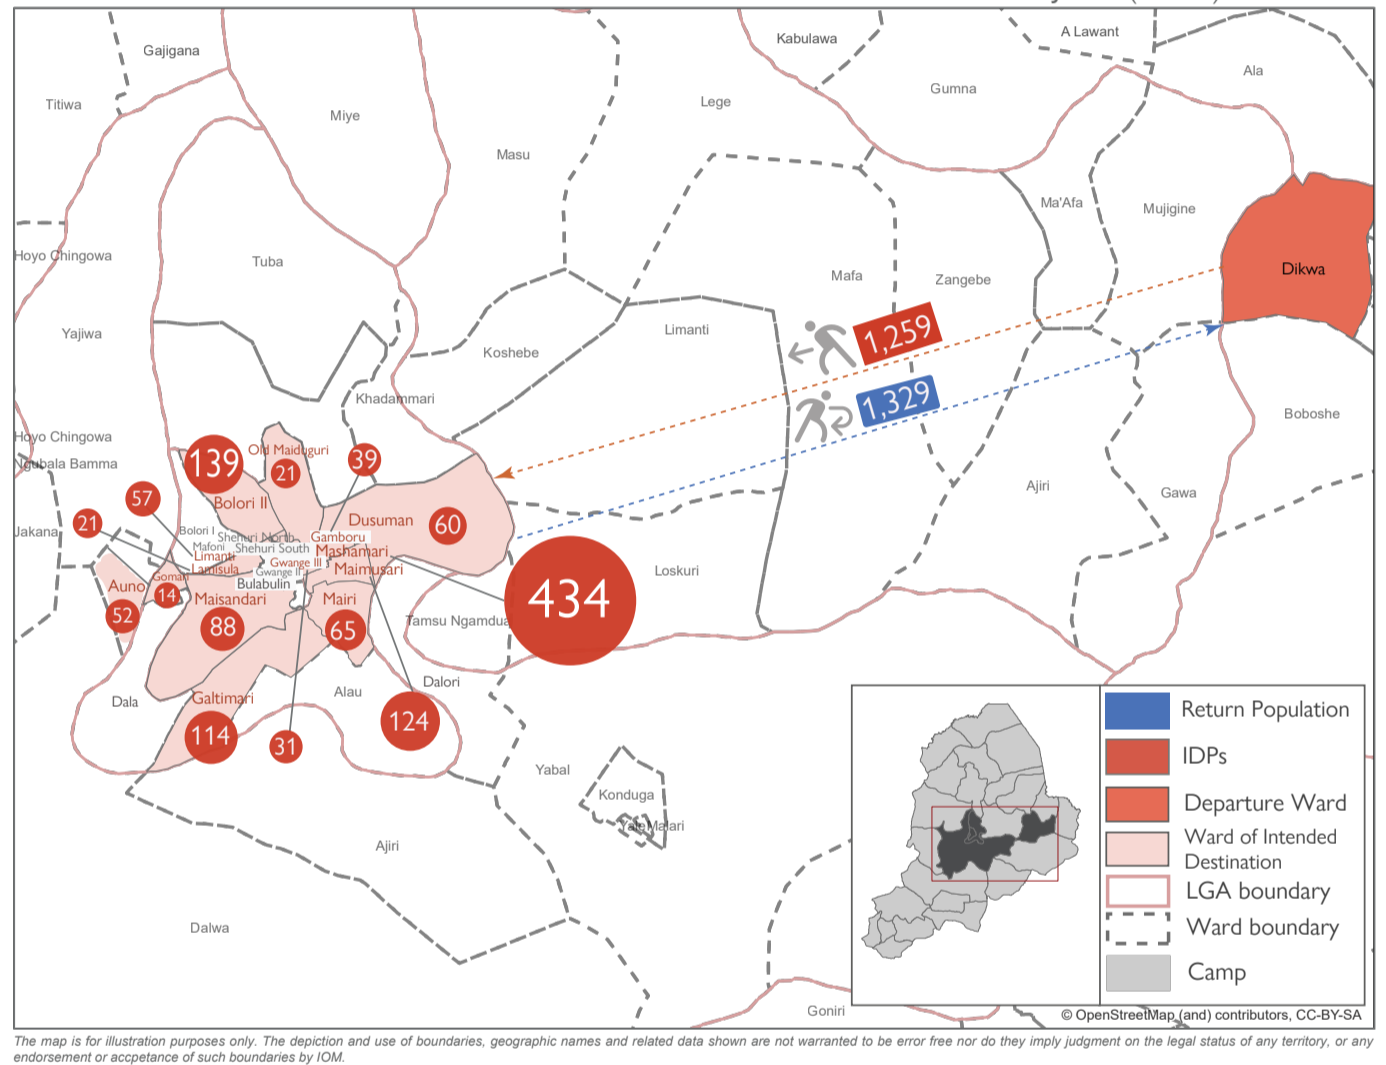 A Lawant
Kabulawa
Gajigana
Ala
Gumna
Titiwa
Lege
Miye
Masu
Ma'Afa
Mujigine
Hoyo Chingowa
Tuba
Dikwa
Mafa
Zangebe
Yajiwa
Limanti
1,259
Koshebe
Khadammari
1,329
Boboshe
Hoyo Chingowa
Ngubala Bamma
Old Maiduguri
139
21
39
Bolori II
57
Ajiri
Gawa
21
Jakana
Dusuman
60
Bolori I
Shehuri North
Gamboru
Mafoni
Shehuri South
Mashamari
Limanti
Lamisula
Gwange III
Gwange II
Maimusari
Loskuri
Goman
Bulabulin
Auno
14
Maisandari
Mairi
434
52
88
65
Tamsu Ngamdua
Dala
Galtimari
Alau
Dalori
114
31
124
Yabal
Konduga
Yale Malari
Ajiri
Dalwa
Goriri
Return Population
IDPs
Departure Ward
Ward of Intended
Destination
LGA boundary
Ward boundary
Camp
© OpenStreetMap (and) contributors, CC-BY-SA
The map is for illustration purposes only. The depiction and use of boundaries, geographic names and related data shown are not warranted to be error free nor do they imply judgment on the legal status of any territory, or any
endorsement or accpetance of such boundaries by IOM.